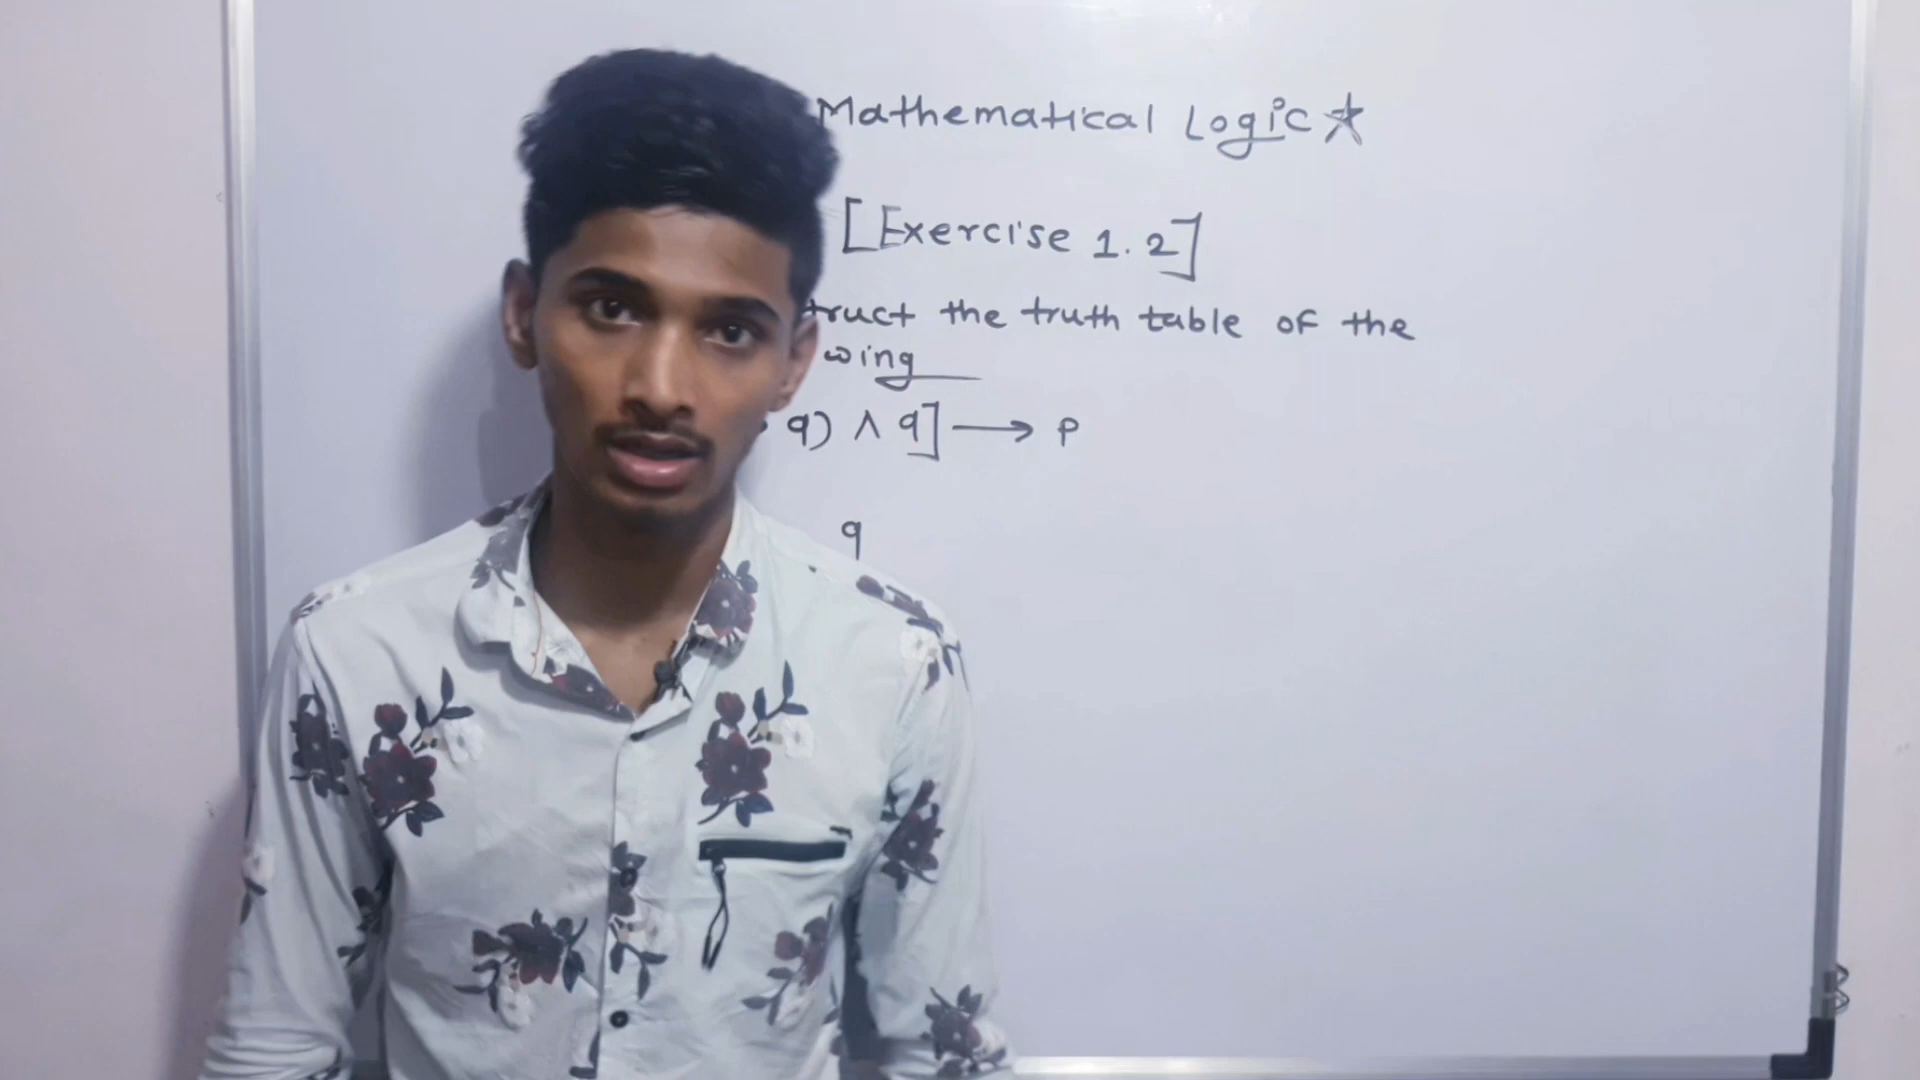 Mathematical Logic ★
[Exercise 1.2]
truct the truth table of the
wing
q) ∧ q] ⟶ p
q